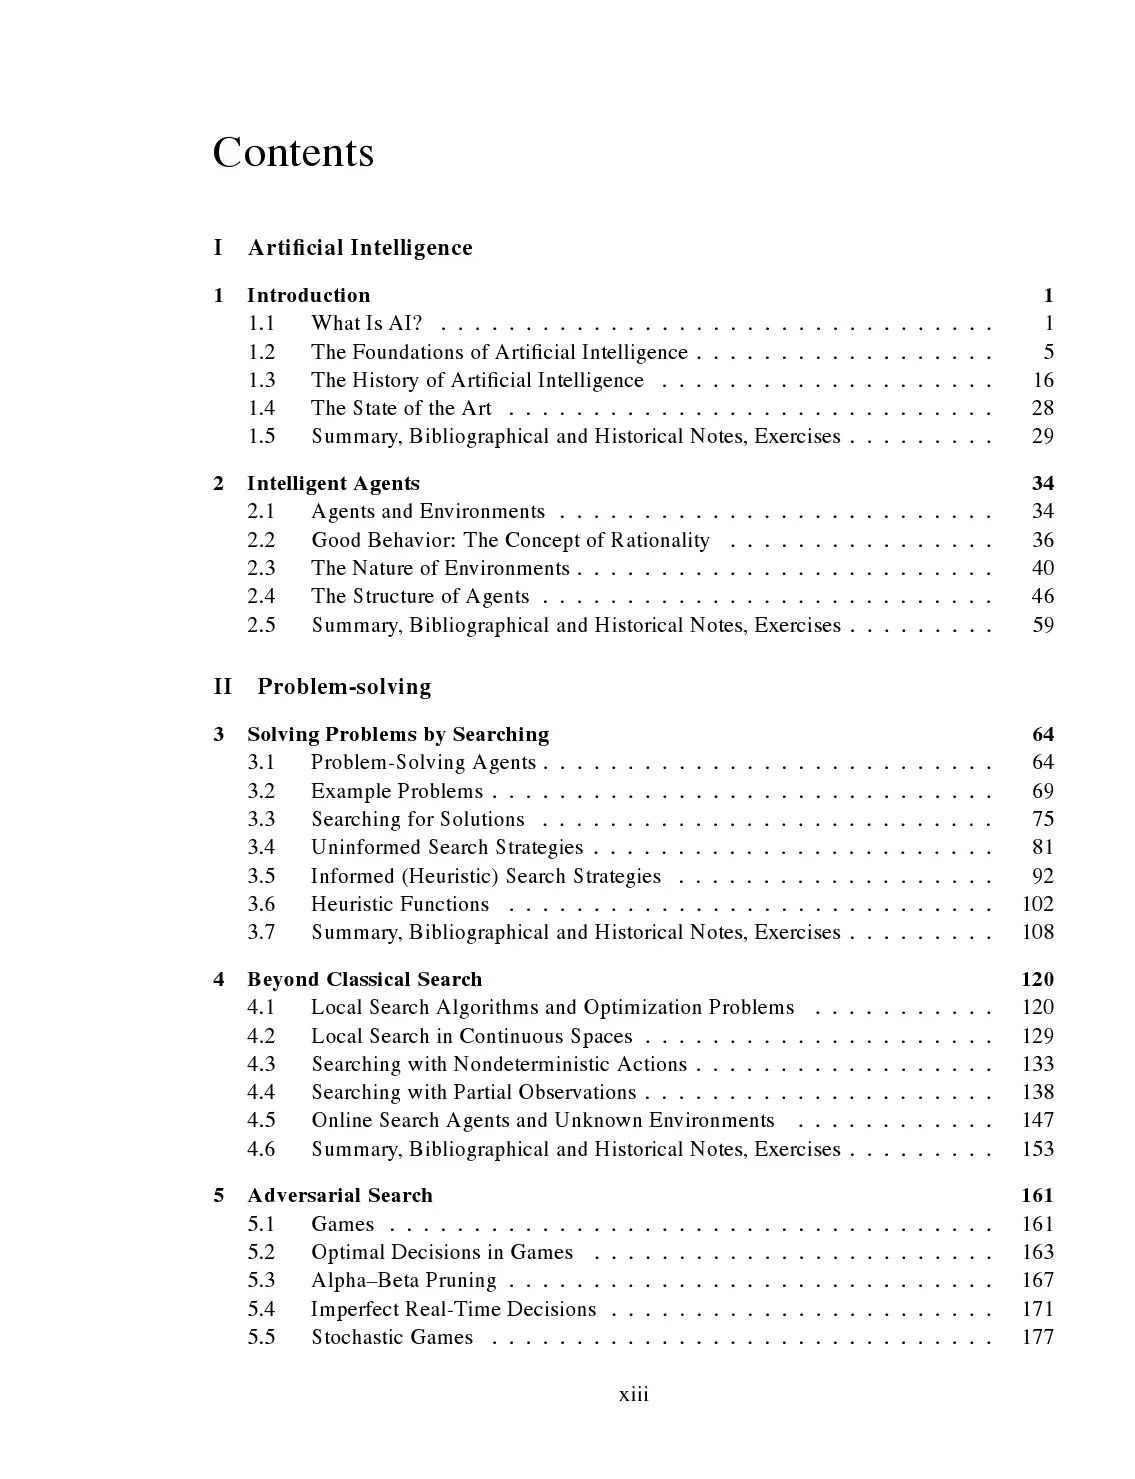 Contents
I Artificial Intelligence
1 Introduction 1
1.1 What Is AI? . . . . . . . . . . . . . . . . . . . . . . . . . . . . . . . . . 1
1.2 The Foundations of Artificial Intelligence . . . . . . . . . . . . . . . . . . 5
1.3 The History of Artificial Intelligence . . . . . . . . . . . . . . . . . . . . 16
1.4 The State of the Art . . . . . . . . . . . . . . . . . . . . . . . . . . . . . 28
1.5 Summary, Bibliographical and Historical Notes, Exercises . . . . . . . . . 29
2 Intelligent Agents 34
2.1 Agents and Environments . . . . . . . . . . . . . . . . . . . . . . . . . . 34
2.2 Good Behavior: The Concept of Rationality . . . . . . . . . . . . . . . . 36
2.3 The Nature of Environments . . . . . . . . . . . . . . . . . . . . . . . . . 40
2.4 The Structure of Agents . . . . . . . . . . . . . . . . . . . . . . . . . . . 46
2.5 Summary, Bibliographical and Historical Notes, Exercises . . . . . . . . . 59
II Problem-solving
3 Solving Problems by Searching 64
3.1 Problem-Solving Agents . . . . . . . . . . . . . . . . . . . . . . . . . . . 64
3.2 Example Problems . . . . . . . . . . . . . . . . . . . . . . . . . . . . . . 69
3.3 Searching for Solutions . . . . . . . . . . . . . . . . . . . . . . . . . . . 75
3.4 Uninformed Search Strategies . . . . . . . . . . . . . . . . . . . . . . . . 81
3.5 Informed (Heuristic) Search Strategies . . . . . . . . . . . . . . . . . . . 92
3.6 Heuristic Functions . . . . . . . . . . . . . . . . . . . . . . . . . . . . . 102
3.7 Summary, Bibliographical and Historical Notes, Exercises . . . . . . . . . 108
4 Beyond Classical Search 120
4.1 Local Search Algorithms and Optimization Problems . . . . . . . . . . . 120
4.2 Local Search in Continuous Spaces . . . . . . . . . . . . . . . . . . . . . 129
4.3 Searching with Nondeterministic Actions . . . . . . . . . . . . . . . . . . 133
4.4 Searching with Partial Observations . . . . . . . . . . . . . . . . . . . . . 138
4.5 Online Search Agents and Unknown Environments . . . . . . . . . . . . 147
4.6 Summary, Bibliographical and Historical Notes, Exercises . . . . . . . . . 153
5 Adversarial Search 161
5.1 Games . . . . . . . . . . . . . . . . . . . . . . . . . . . . . . . . . . . . 161
5.2 Optimal Decisions in Games . . . . . . . . . . . . . . . . . . . . . . . . 163
5.3 Alpha–Beta Pruning . . . . . . . . . . . . . . . . . . . . . . . . . . . . . 167
5.4 Imperfect Real-Time Decisions . . . . . . . . . . . . . . . . . . . . . . . 171
5.5 Stochastic Games . . . . . . . . . . . . . . . . . . . . . . . . . . . . . . 177
xiii